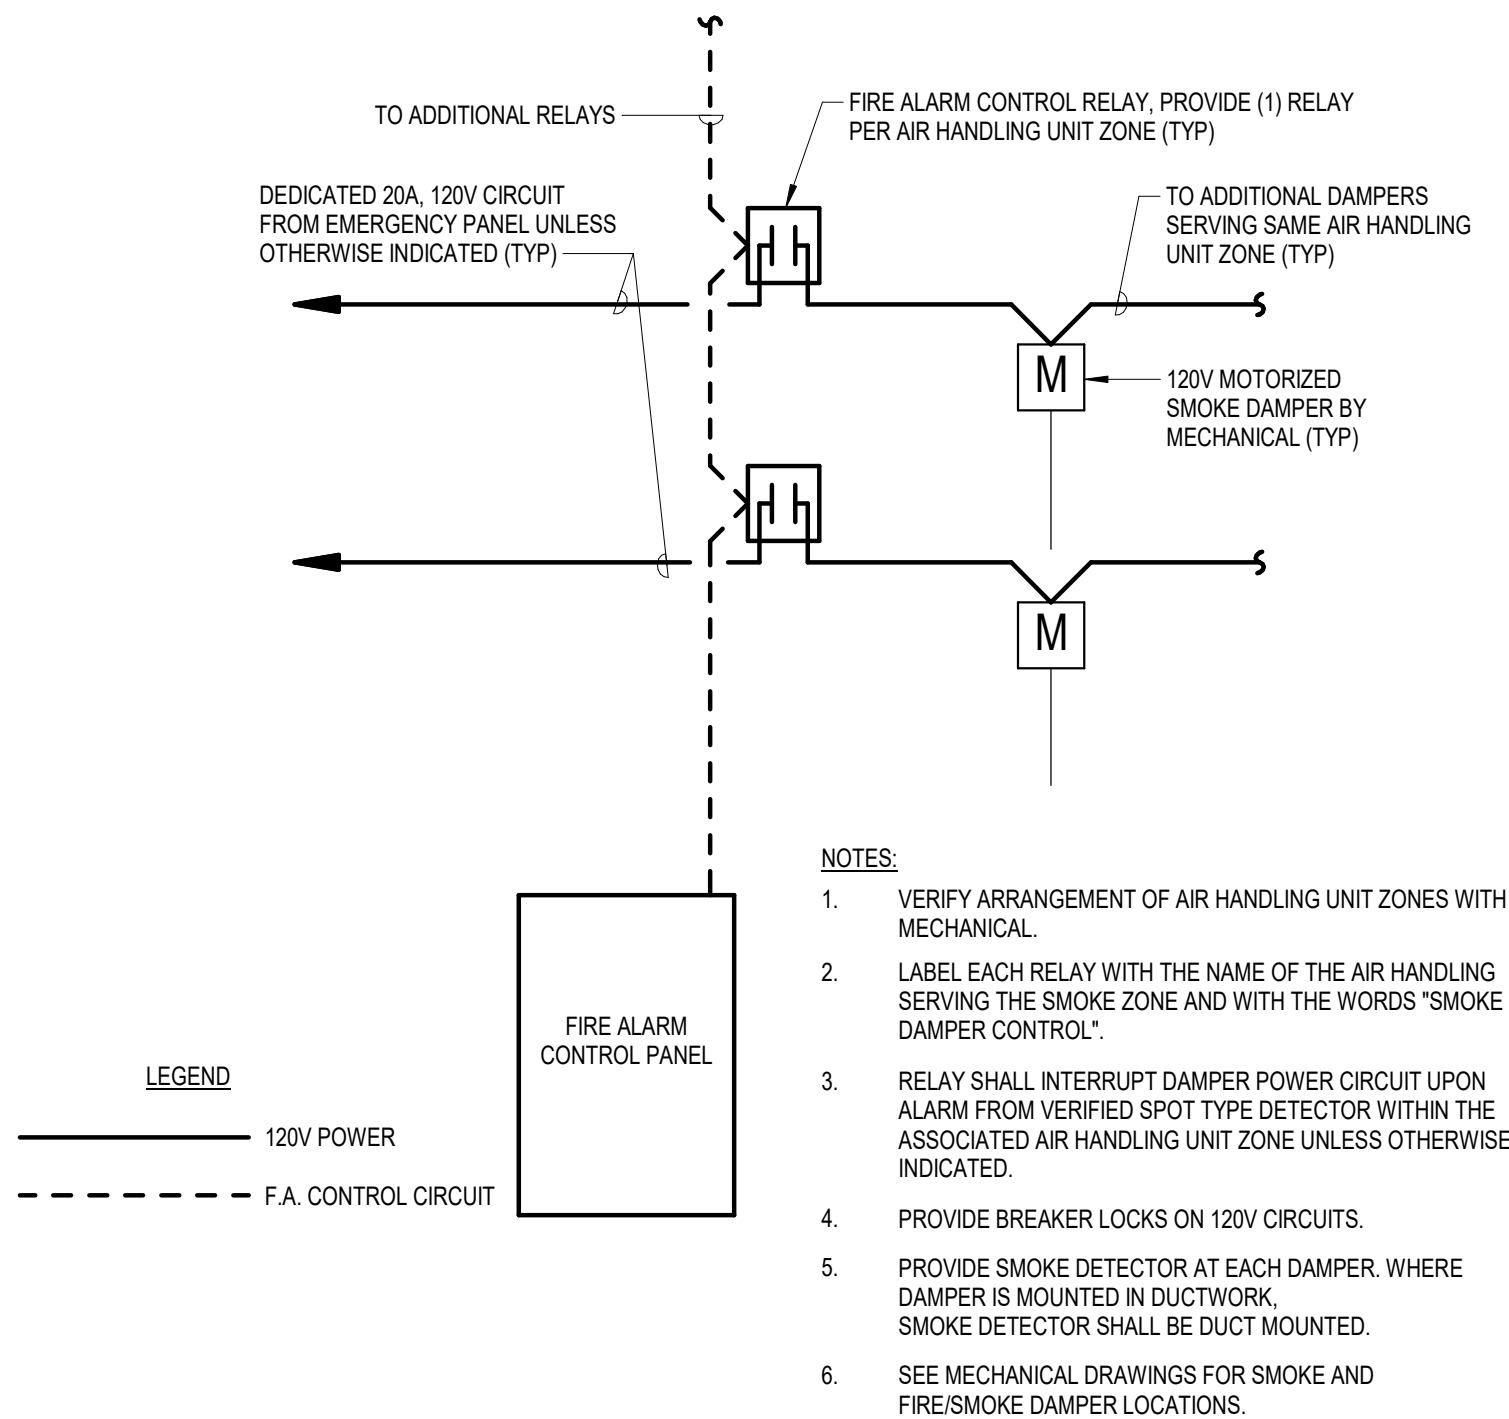 TO ADDITIONAL RELAYS
FIRE ALARM CONTROL RELAY, PROVIDE (1) RELAY
PER AIR HANDLING UNIT ZONE (TYP)
DEDICATED 20A, 120V CIRCUIT
FROM EMERGENCY PANEL UNLESS
OTHERWISE INDICATED (TYP)
TO ADDITIONAL DAMPERS
SERVING SAME AIR HANDLING
UNIT ZONE (TYP)
M
120V MOTORIZED
SMOKE DAMPER BY
MECHANICAL (TYP)
M
FIRE ALARM
CONTROL PANEL
LEGEND
120V POWER
F.A. CONTROL CIRCUIT
NOTES:
1. VERIFY ARRANGEMENT OF AIR HANDLING UNIT ZONES WITH
MECHANICAL.
2. LABEL EACH RELAY WITH THE NAME OF THE AIR HANDLING
SERVING THE SMOKE ZONE AND WITH THE WORDS "SMOKE
DAMPER CONTROL".
3. RELAY SHALL INTERRUPT DAMPER POWER CIRCUIT UPON
ALARM FROM VERIFIED SPOT TYPE DETECTOR WITHIN THE
ASSOCIATED AIR HANDLING UNIT ZONE UNLESS OTHERWISE
INDICATED.
4. PROVIDE BREAKER LOCKS ON 120V CIRCUITS.
5. PROVIDE SMOKE DETECTOR AT EACH DAMPER. WHERE
DAMPER IS MOUNTED IN DUCTWORK,
SMOKE DETECTOR SHALL BE DUCT MOUNTED.
6. SEE MECHANICAL DRAWINGS FOR SMOKE AND
FIRE/SMOKE DAMPER LOCATIONS.